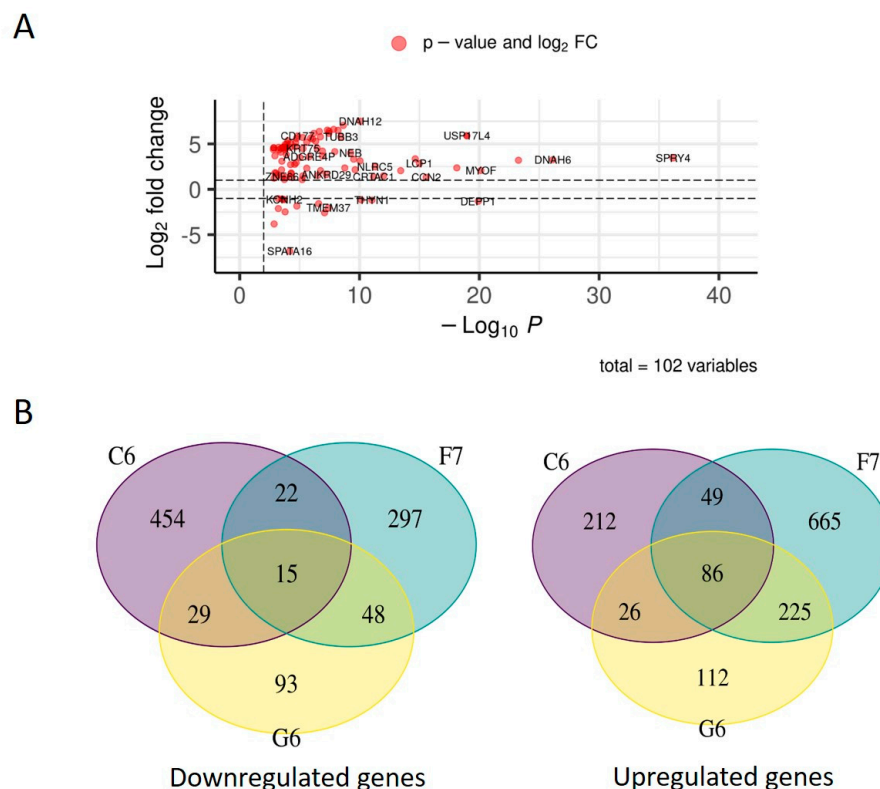 A
p – value and log₂ FC
DNAH12
CD177 TUBB3 USP17L4
KRT75
ADGRE4P NEB DNAH6 SPRY4
NLRC5 LCP1 MYOF
ANKRD29 CRTAC1 CCN2
KCNH2 THYN1 DEPP1
TMEM37
SPATA16
Log₂ fold change
5
0
-5
0 10 20 30 40
– Log₁₀ P
total = 102 variables
B
C6 F7 C6 F7
454 22 297 212 49 665
15 86
29 48 26 225
93 112
G6 G6
Downregulated genes Upregulated genes